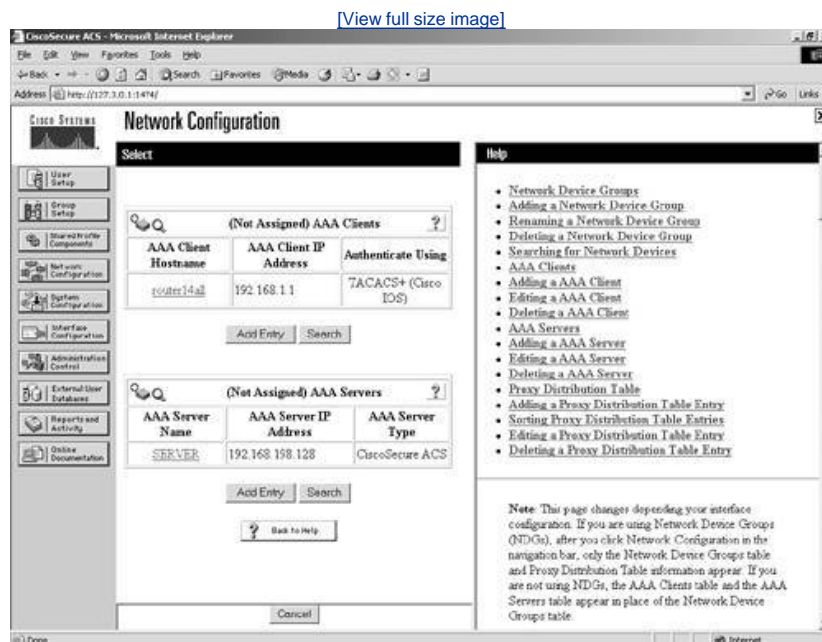 [View full size image]
CiscoSecure ACS - Microsoft Internet Explorer
File Edit View Favorites Tools Help
Back Search Favorites Media
Address http://127.0.0.1:1474/ Go Links
CISCO SYSTEMS
Network Configuration
User Setup
Group Setup
Shared Profile Components
Network Configuration
System Configuration
Interface Configuration
Administration Control
External User Databases
Reports and Activity
Online Documentation
Select
(Not Assigned) AAA Clients ?
AAA Client Hostname AAA Client IP Address Authenticate Using
router14all 192.168.1.1 TACACS+ (Cisco IOS)
Add Entry Search
(Not Assigned) AAA Servers ?
AAA Server Name AAA Server IP Address AAA Server Type
SERVER 192.168.198.128 CiscoSecure ACS
Add Entry Search
? Back to Help
Cancel
Help
• Network Device Groups
• Adding a Network Device Group
• Renaming a Network Device Group
• Deleting a Network Device Group
• Searching for Network Devices
• AAA Clients
• Adding a AAA Client
• Editing a AAA Client
• Deleting a AAA Client
• AAA Servers
• Adding a AAA Server
• Editing a AAA Server
• Deleting a AAA Server
• Proxy Distribution Table
• Adding a Proxy Distribution Table Entry
• Sorting Proxy Distribution Table Entries
• Editing a Proxy Distribution Table Entry
• Deleting a Proxy Distribution Table Entry
Note: This page changes depending your interface
configuration. If you are using Network Device Groups
(NDGs), after you click Network Configuration in the
navigation bar, only the Network Device Groups table
and Proxy Distribution Table information appear. If you
are not using NDGs, the AAA Clients table and the AAA
Servers table appear in place of the Network Device
Groups table.
Done Internet